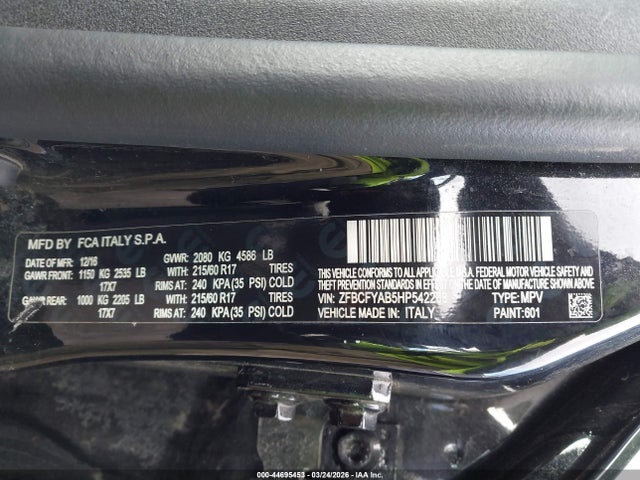 MFD BY FCA ITALY S.P.A.
DATE OF MFR: 12/16 GVWR: 2080 KG 4586 LB
GAWR FRONT: 1150 KG 2535 LB WITH: 215/60 R17 TIRES
17X7 RIMS AT: 240 KPA (35 PSI) COLD
GAWR REAR: 1000 KG 2205 LB WITH: 215/60 R17 TIRES
17X7 RIMS AT: 240 KPA (35 PSI) COLD
THIS VEHICLE CONFORMS TO ALL APPLICABLE
FEDERAL MOTOR VEHICLE SAFETY, BUMPER, AND THEFT
PREVENTION STANDARDS IN EFFECT ON THE DATE OF MANUFACTURE SHOWN ABOVE.
VIN: TYPE: MPV
VEHICLE MADE IN: ITALY PAINT: 601
000-44695453 - 03/24/2026 - IAAI.COM